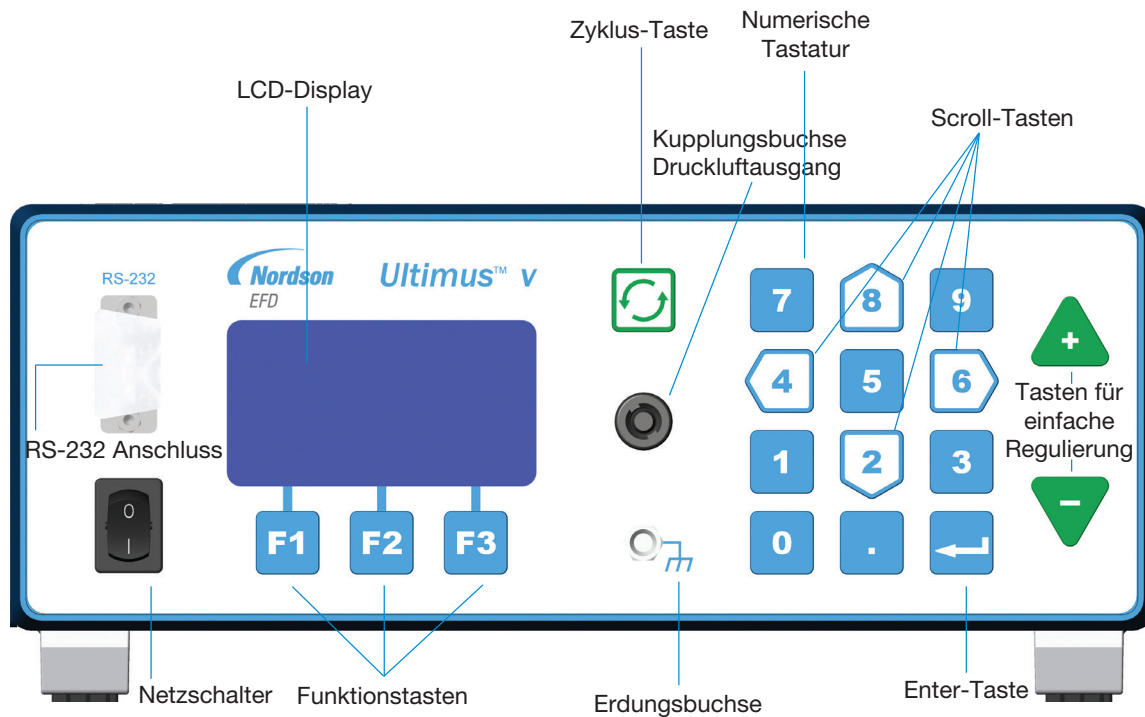 Zyklus-Taste
Numerische
Tastatur
LCD-Display
Scroll-Tasten
Kupplungsbuchse
Druckluftausgang
RS-232
Nordson
EFD
Ultimus™ V
7
8
9
+
4
5
6
Tasten für
einfache
Regulierung
RS-232 Anschluss
1
2
3
−
O
I
F1
F2
F3
0
.
Netzschalter
Funktionstasten
Erdungsbuchse
Enter-Taste